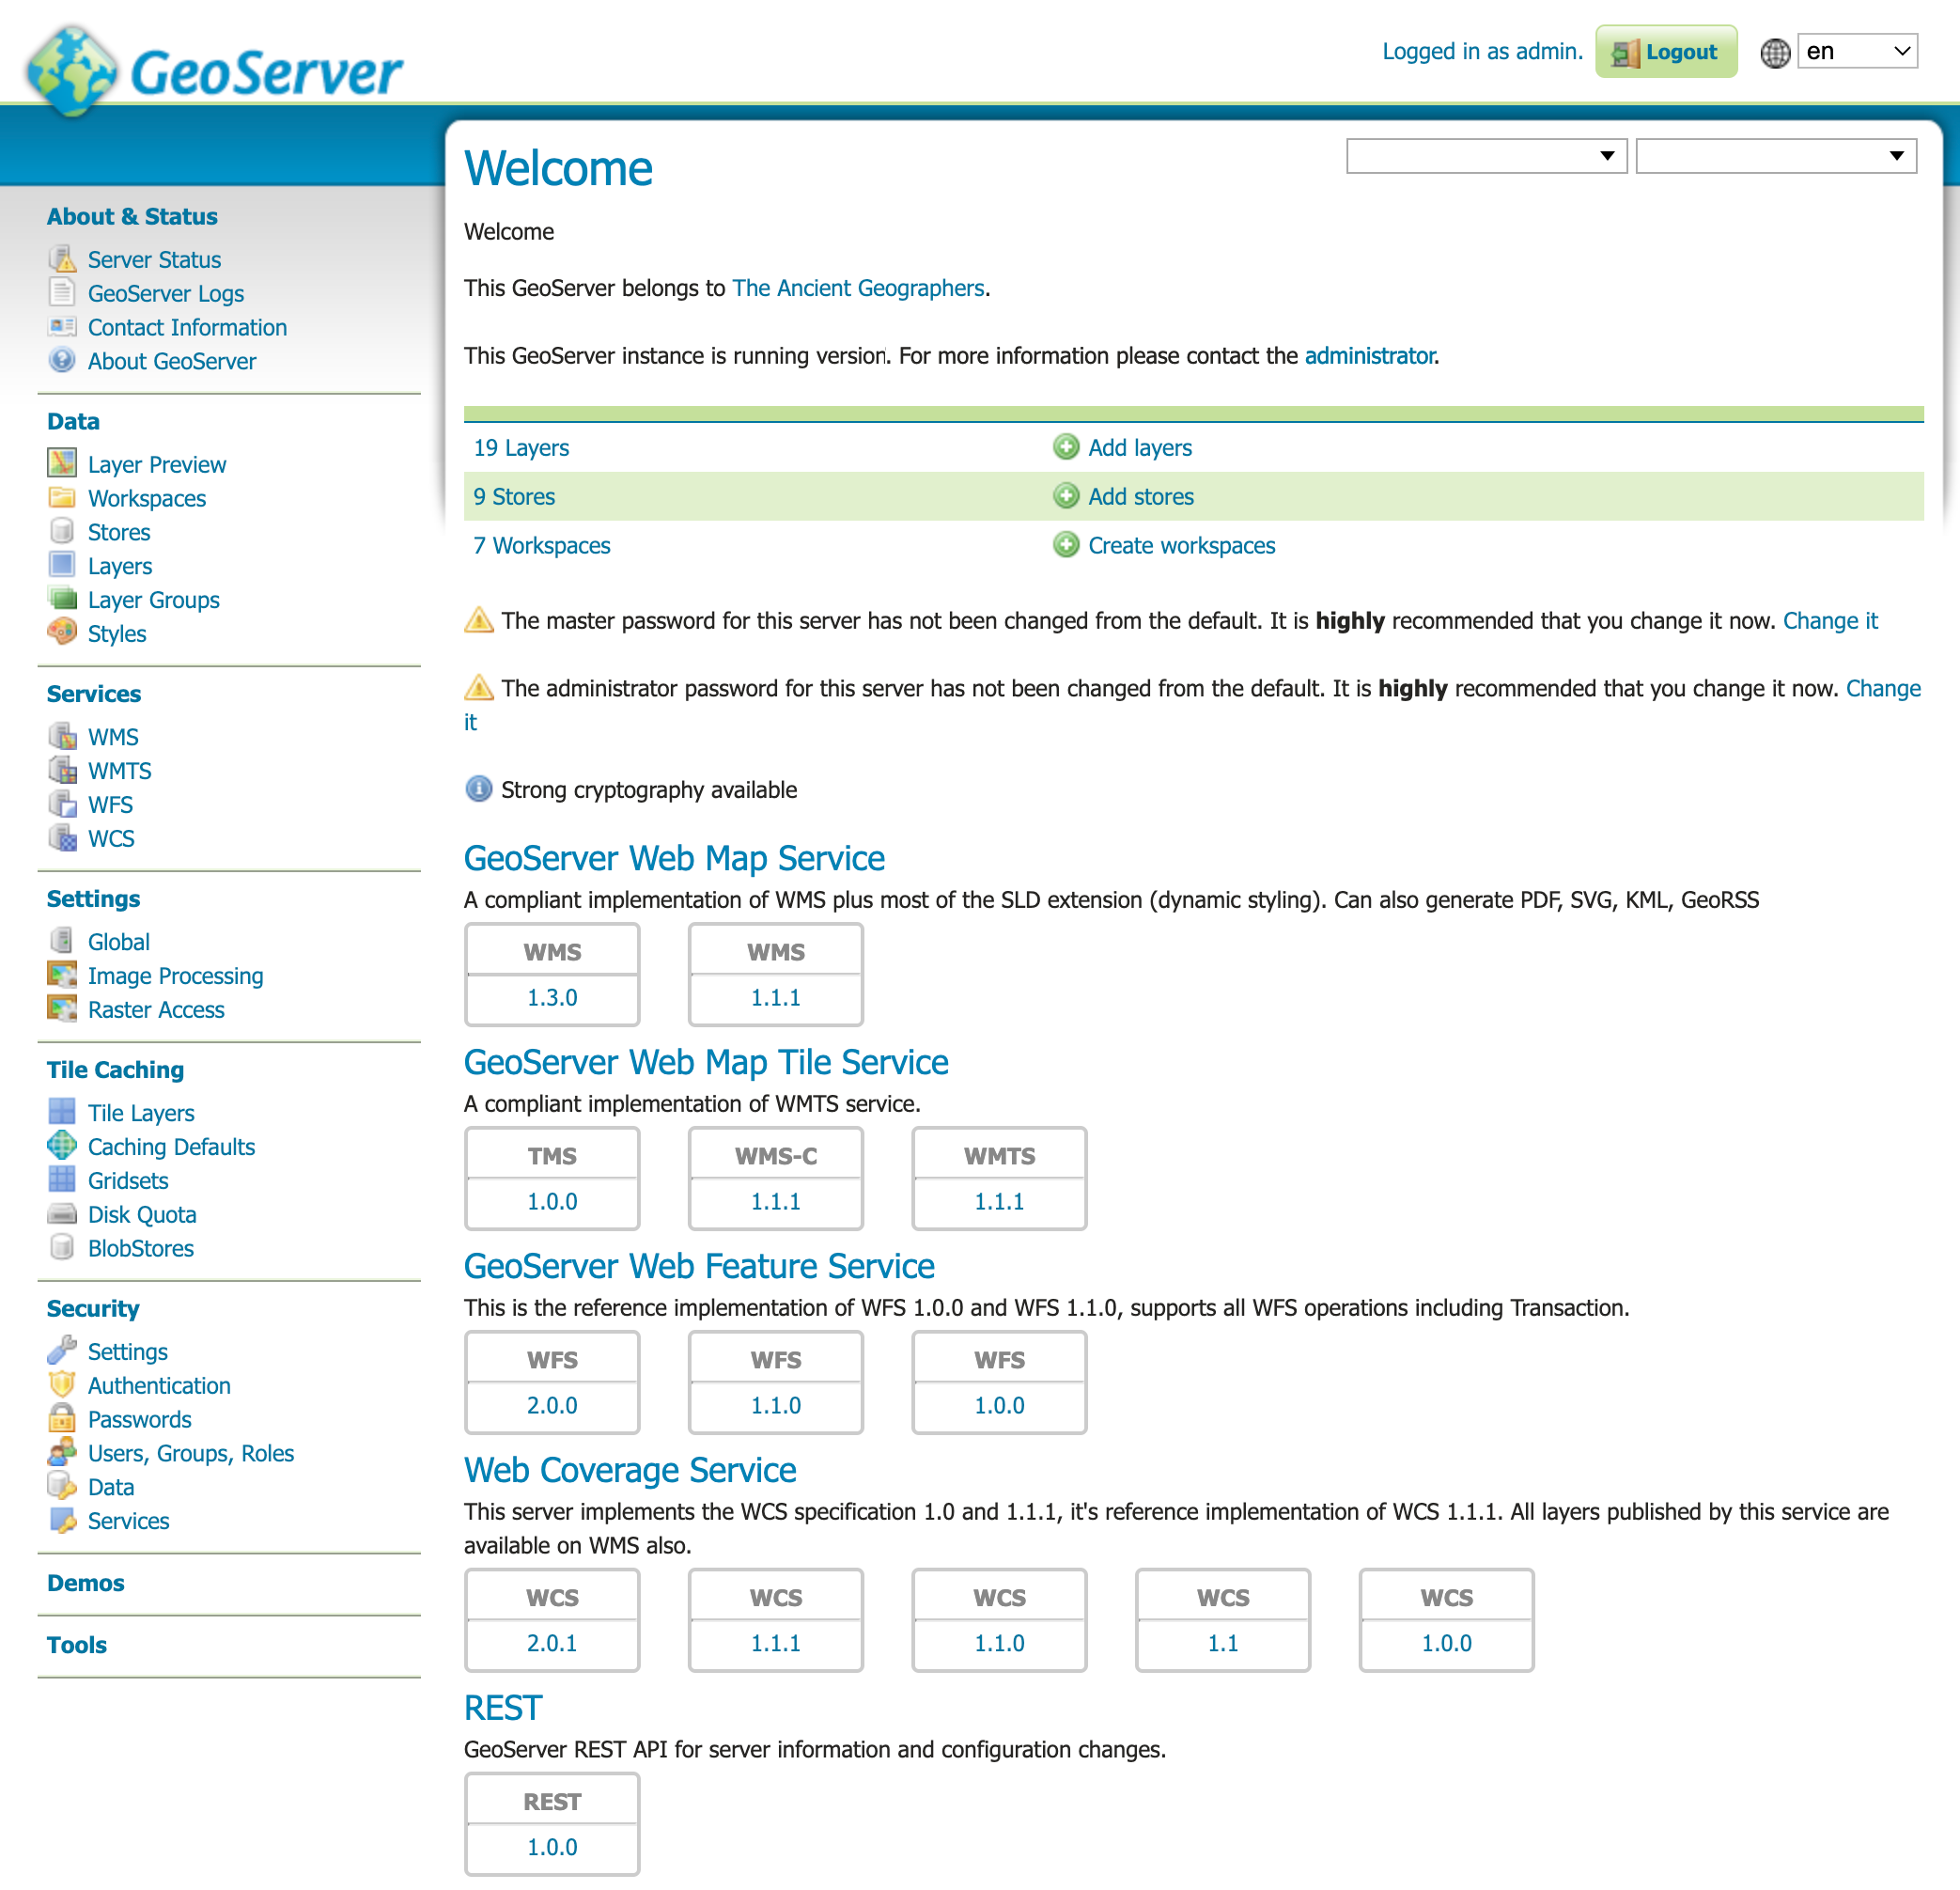 GeoServer
Logged in as admin.
Logout
en
About & Status
Server Status
GeoServer Logs
Contact Information
About GeoServer
Data
Layer Preview
Workspaces
Stores
Layers
Layer Groups
Styles
Services
WMS
WMTS
WFS
WCS
Settings
Global
Image Processing
Raster Access
Tile Caching
Tile Layers
Caching Defaults
Gridsets
Disk Quota
BlobStores
Security
Settings
Authentication
Passwords
Users, Groups, Roles
Data
Services
Demos
Tools
Welcome
Welcome
This GeoServer belongs to The Ancient Geographers.
This GeoServer instance is running version. For more information please contact the administrator.
19 Layers Add layers
9 Stores Add stores
7 Workspaces Create workspaces
The master password for this server has not been changed from the default. It is highly recommended that you change it now. Change it
The administrator password for this server has not been changed from the default. It is highly recommended that you change it now. Change
it
Strong cryptography available
GeoServer Web Map Service
A compliant implementation of WMS plus most of the SLD extension (dynamic styling). Can also generate PDF, SVG, KML, GeoRSS
WMS WMS
1.3.0 1.1.1
GeoServer Web Map Tile Service
A compliant implementation of WMTS service.
TMS WMS-C WMTS
1.0.0 1.1.1 1.1.1
GeoServer Web Feature Service
This is the reference implementation of WFS 1.0.0 and WFS 1.1.0, supports all WFS operations including Transaction.
WFS WFS WFS
2.0.0 1.1.0 1.0.0
Web Coverage Service
This server implements the WCS specification 1.0 and 1.1.1, it's reference implementation of WCS 1.1.1. All layers published by this service are
available on WMS also.
WCS WCS WCS WCS WCS
2.0.1 1.1.1 1.1.0 1.1 1.0.0
REST
GeoServer REST API for server information and configuration changes.
REST
1.0.0